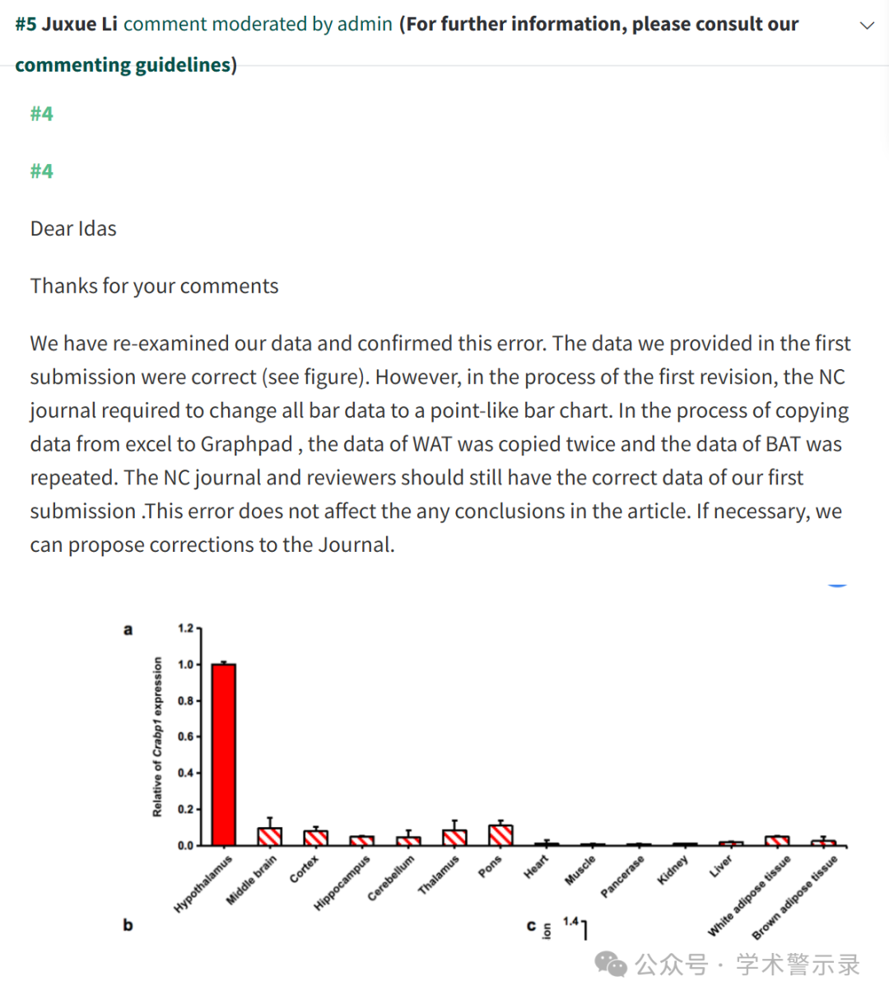 #5 Juxue Li comment moderated by admin (For further information, please consult our
commenting guidelines)
#4
#4
Dear Idas
Thanks for your comments
We have re-examined our data and confirmed this error. The data we provided in the first
submission were correct (see figure). However, in the process of the first revision, the NC
journal required to change all bar data to a point-like bar chart. In the process of copying
data from excel to Graphpad , the data of WAT was copied twice and the data of BAT was
repeated. The NC journal and reviewers should still have the correct data of our first
submission .This error does not affect the any conclusions in the article. If necessary, we
can propose corrections to the Journal.
a
Relative of Crabp1 expression
1.2
1.0
0.8
0.6
0.4
0.2
0.0
Hypothalamus
Middle brain
Cortex
Hippocampus
Cerebellum
Thalamus
Pons
Heart
Muscle
Pancerase
Kidney
Liver
White adipose tissue
Brown adipose tissue
b
c
ion
1.4
公众号 · 学术警示录